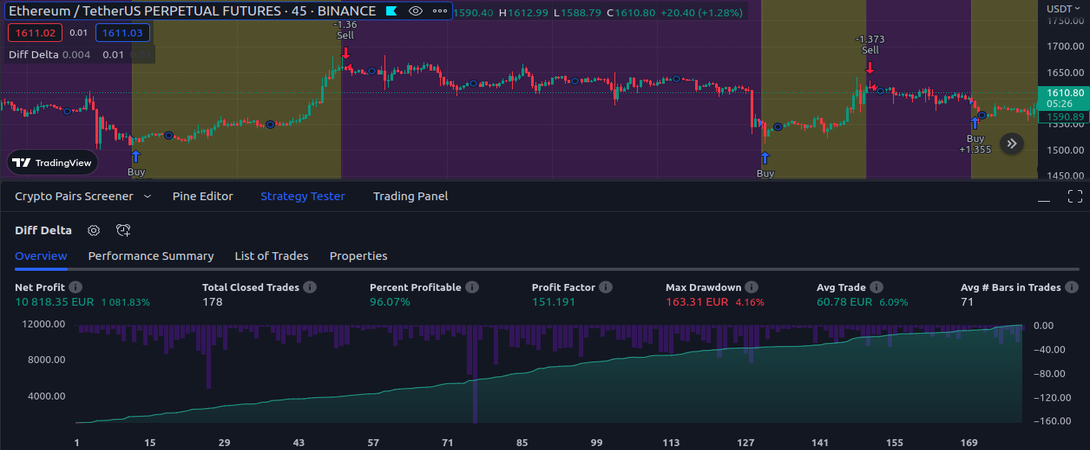 Ethereum / TetherUS PERPETUAL FUTURES · 45 · BINANCE 1590.40 H1612.99 L1588.79 C1610.80 +20.40 (+1.28%) USDT
1611.02 0.01 1611.03
Diff Delta 0.004 0.01
1750.00
1700.00
1650.00
1610.80
05:26
1590.89
1550.00
1500.00
1450.00
-1.36
Sell
-1.373
Sell
Buy
Buy
Buy
+1.355
TradingView
Crypto Pairs Screener Pine Editor Strategy Tester Trading Panel
Diff Delta
Overview Performance Summary List of Trades Properties
Net Profit Total Closed Trades Percent Profitable Profit Factor Max Drawdown Avg Trade Avg # Bars in Trades
10 818.35 EUR 1 081.83% 178 96.07% 151.191 163.31 EUR 4.16% 60.78 EUR 6.09% 71
12000.00 0.00
-40.00
8000.00
-80.00
4000.00
-120.00
-160.00
1 15 29 43 57 71 85 99 113 127 141 155 169